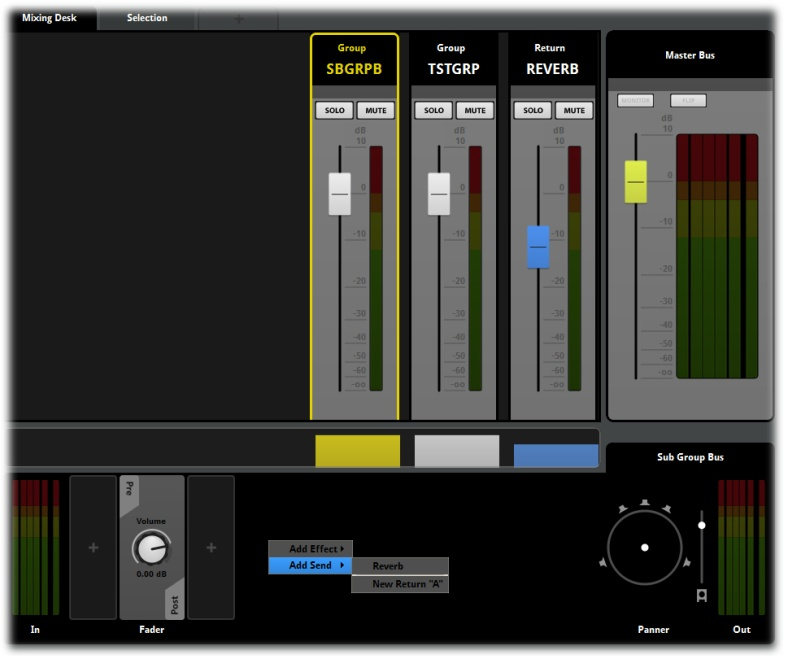 Mixing Desk
Selection
+
Group
SBGRPB
Group
TSTGRP
Return
REVERB
Master Bus
SOLO MUTE
SOLO MUTE
SOLO MUTE
MONITOR
FLIP
dB
10
0
-10
-20
-30
-40
-50
-60
-oo
dB
10
0
-10
-20
-30
-40
-50
-60
-oo
dB
10
0
-10
-20
-30
-40
-50
-60
-oo
dB
10
0
-10
-20
-30
-40
-50
-60
-oo
Sub Group Bus
+
Pre
Volume
0.00 dB
Post
+
Add Effect
Add Send
Reverb
New Return "A"
In
Fader
Panner
Out